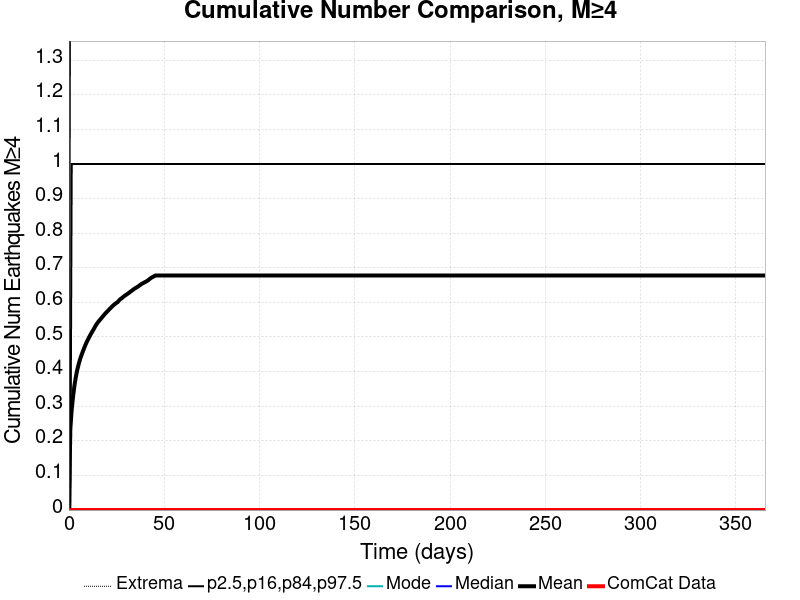 Cumulative Number Comparison, M≥4
Cumulative Num Earthquakes M≥4
1.3
1.2
1.1
1
0.9
0.8
0.7
0.6
0.5
0.4
0.3
0.2
0.1
0
0 50 100 150 200 250 300 350
Time (days)
Extrema p2.5,p16,p84,p97.5 Mode Median Mean ComCat Data